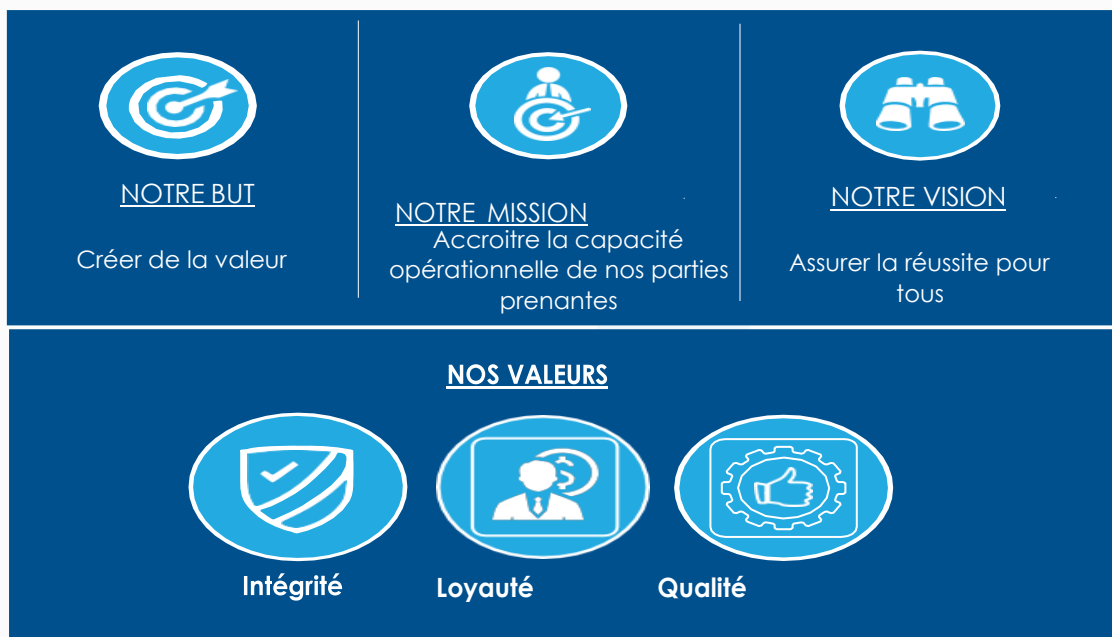 NOTRE BUT
Créer de la valeur
NOTRE MISSION
Accroitre la capacité
opérationnelle de nos parties
prenantes
NOTRE VISION
Assurer la réussite pour
tous
NOS VALEURS
$
Intégrité
Loyauté
Qualité